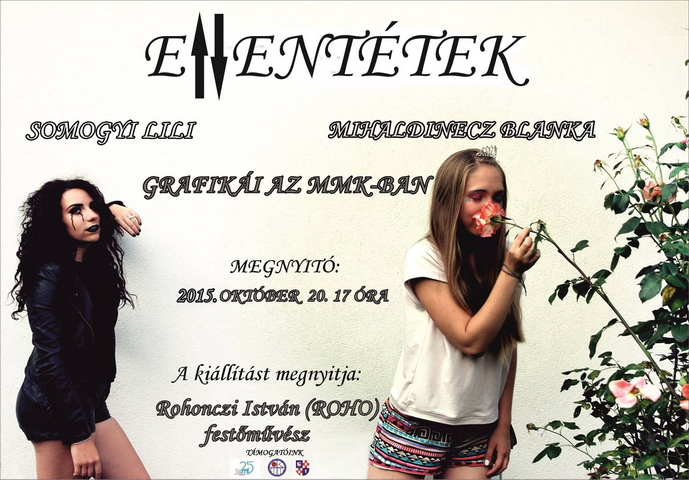 ELLENTÉTEK
SOMOGYI LILI
MIHALDINECZ BLANKA
GRAFIKÁI AZ MMK-BAN
MEGNYITÓ:
2015.OKTÓBER 20. 17 ÓRA
A kiállítást megnyitja:
Rohonczi István (ROHO)
festőművész
TÁMOGATÓINK
25